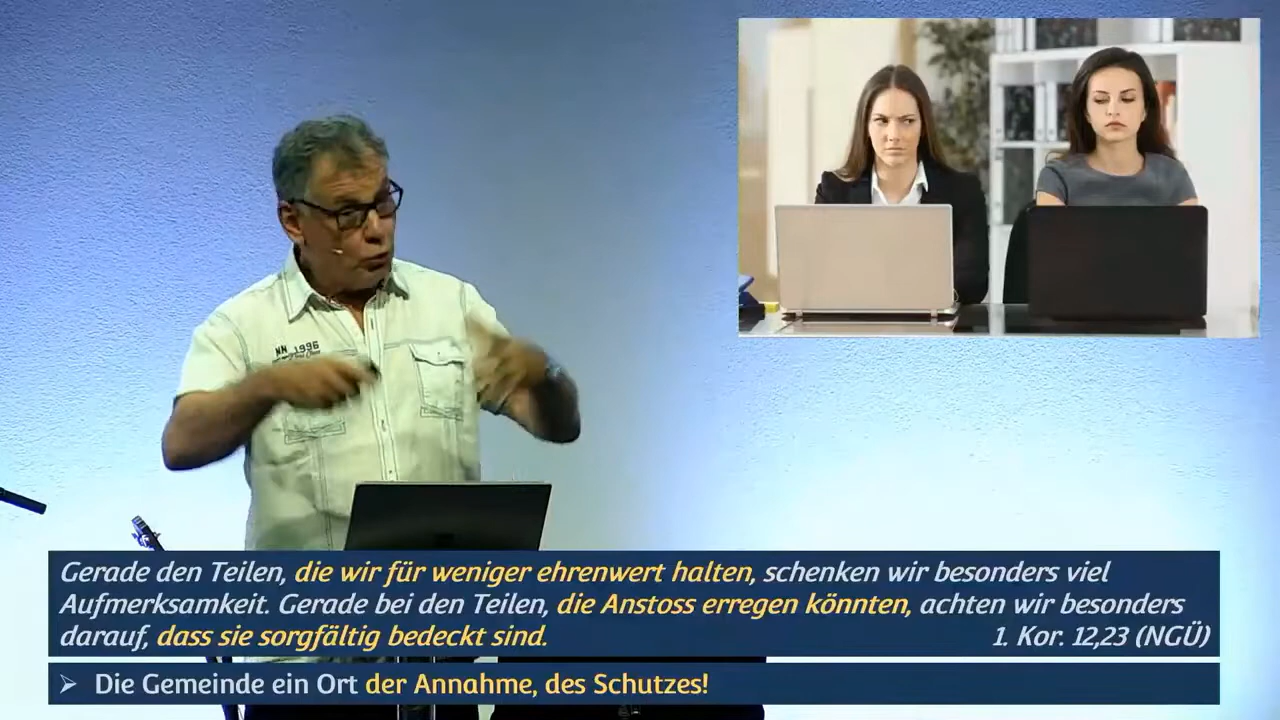 NN 1996
Gerade den Teilen, die wir für weniger ehrenwert halten, schenken wir besonders viel
Aufmerksamkeit. Gerade bei den Teilen, die Anstoss erregen könnten, achten wir besonders
darauf, dass sie sorgfältig bedeckt sind. 1. Kor. 12,23 (NGÜ)
➢ Die Gemeinde ein Ort der Annahme, des Schutzes!